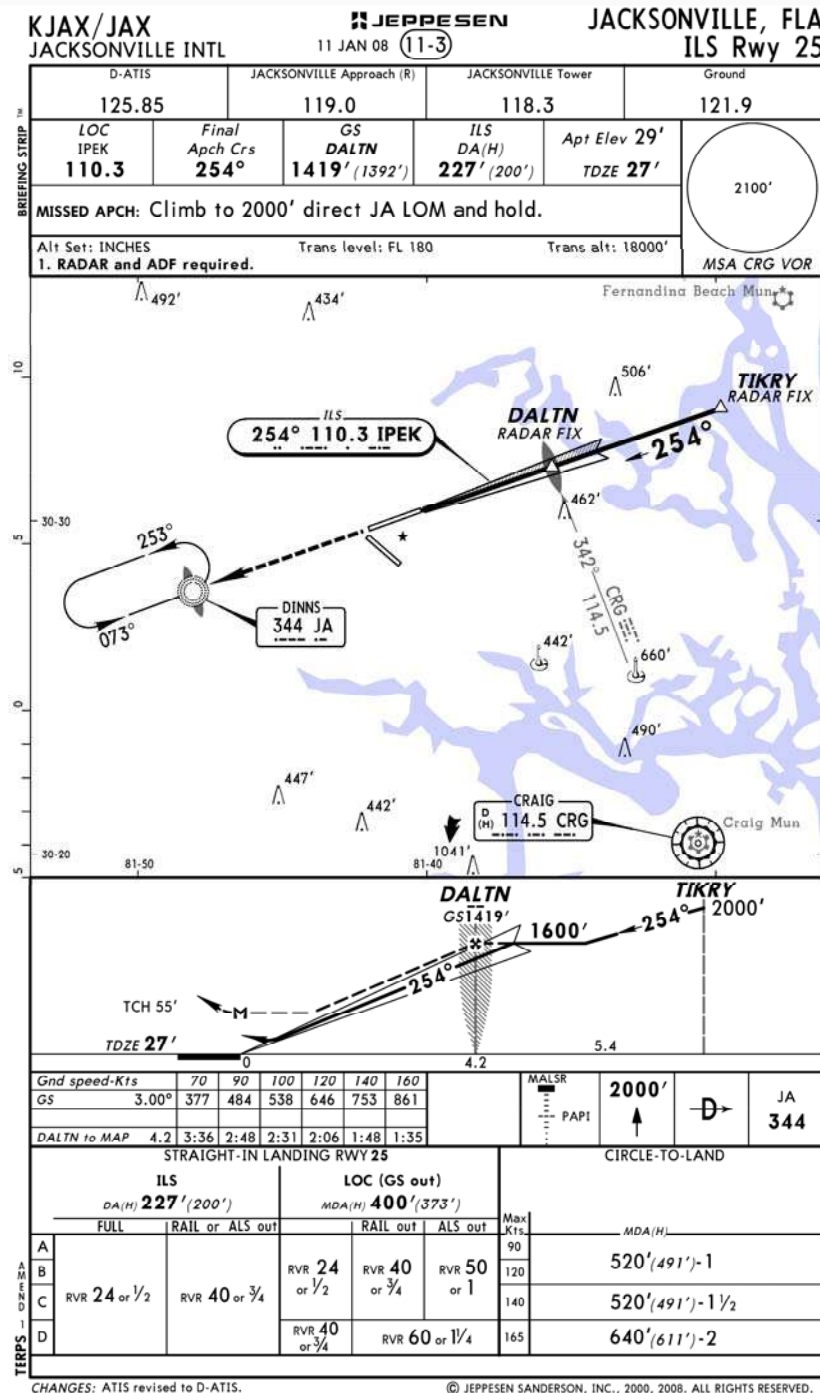 KJAX/JAX
JACKSONVILLE INTL
JEPPESEN
11 JAN 08 11-3
JACKSONVILLE, FLA
ILS Rwy 25
BRIEFING STRIP TM
D-ATIS
125.85
JACKSONVILLE Approach (R)
119.0
JACKSONVILLE Tower
118.3
Ground
121.9
LOC
IPEK
110.3
Final
Apch Crs
254°
GS
DALTN
1419' (1392')
ILS
DA(H)
227' (200')
Apt Elev 29'
TDZE 27'
2100'
MSA CRG VOR
MISSED APCH: Climb to 2000' direct JA LOM and hold.
Alt Set: INCHES Trans level: FL 180 Trans alt: 18000'
1. RADAR and ADF required.
492'
434'
Fernandina Beach Mun
10
506'
TIKRY
RADAR FIX
DALTN
RADAR FIX
ILS
254° 110.3 IPEK
254°
462'
30-30
5
253°
073°
DINNS
344 JA
342°
CRG
114.5
442'
660'
0
490'
447'
442'
CRAIG
D
(H) 114.5 CRG
Craig Mun
1041'
30-20
81-50
81-40
5
DALTN
GS1419'
TIKRY
2000'
1600'
254°
254°
TCH 55'
M
TDZE 27'
0
4.2
5.4
Gnd speed-Kts 70 90 100 120 140 160
GS 3.00° 377 484 538 646 753 861
DALTN to MAP 4.2 3:36 2:48 2:31 2:06 1:48 1:35
MALSR
PAPI
2000'
D
JA
344
STRAIGHT-IN LANDING RWY 25
CIRCLE-TO-LAND
ILS
DA(H) 227' (200')
LOC (GS out)
MDA(H) 400' (373')
FULL
RAIL or ALS out
RAIL out
ALS out
Max
Kts
MDA(H)
A
B
C
D
RVR 24 or 1/2
RVR 40 or 3/4
RVR 24
or 1/2
RVR 40
or 3/4
RVR 50
or 1
RVR 40
or 3/4
RVR 60 or 1 1/4
90
120
520' (491') - 1
140
520' (491') - 1 1/2
165
640' (611') - 2
TERPS AMEND 1
CHANGES: ATIS revised to D-ATIS.
© JEPPESEN SANDERSON, INC., 2000, 2008. ALL RIGHTS RESERVED.